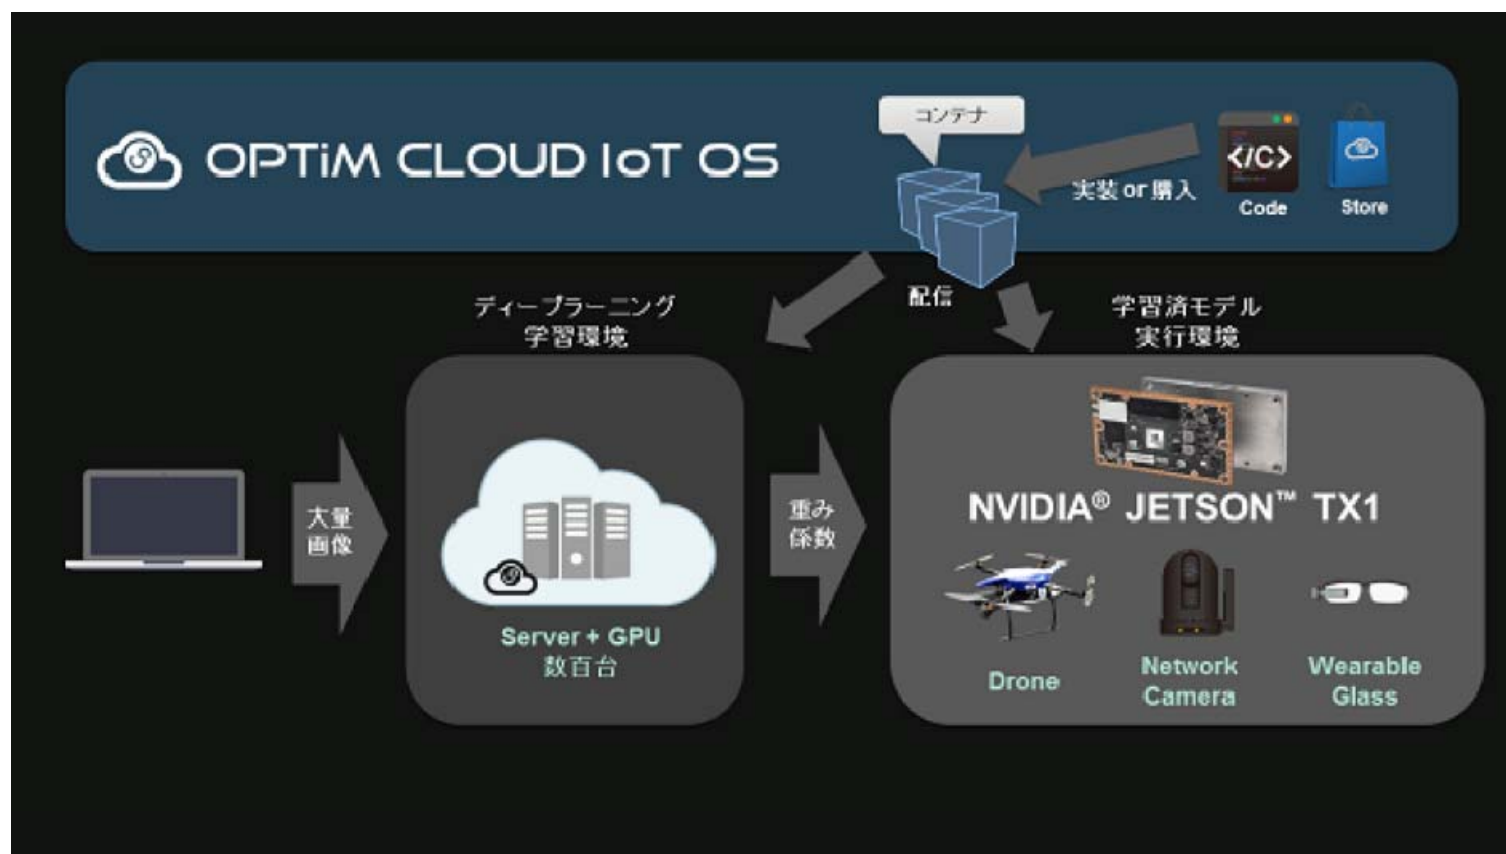 OPTiM CLOUD IoT OS
コンテナ
</C>
実装 or 購入
Code
Store
配信
ディープラーニング
学習環境
学習済モデル
実行環境
大量
画像
Server + GPU
数百台
重み
係数
NVIDIA® JETSON™ TX1
Drone
Network
Camera
Wearable
Glass